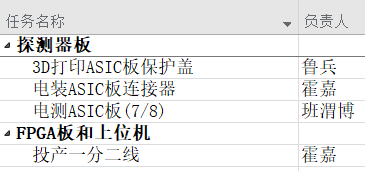 任务名称 负责人
探测器板
3D打印ASIC板保护盖 鲁兵
电装ASIC板连接器 霍嘉
电测ASIC板(7/8) 班渭博
FPGA板和上位机
投产一分二线 霍嘉